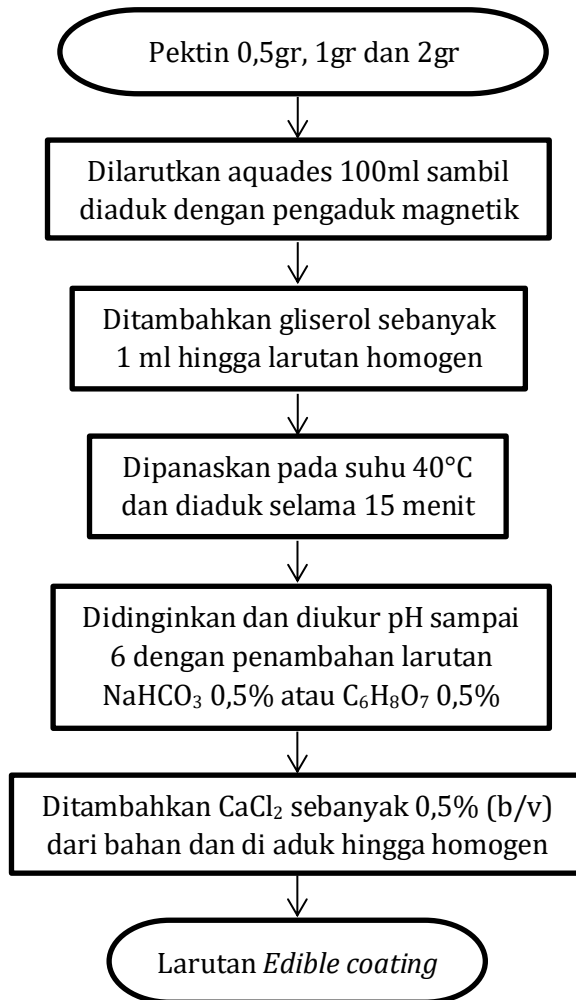 Pektin 0,5gr, 1gr dan 2gr
Dilarutkan aquades 100ml sambil
diaduk dengan pengaduk magnetik
Ditambahkan gliserol sebanyak
1 ml hingga larutan homogen
Dipanaskan pada suhu 40°C
dan diaduk selama 15 menit
Didinginkan dan diukur pH sampai
6 dengan penambahan larutan
NaHCO₃ 0,5% atau C₆H₈O₇ 0,5%
Ditambahkan CaCl₂ sebanyak 0,5% (b/v)
dari bahan dan di aduk hingga homogen
Larutan Edible coating